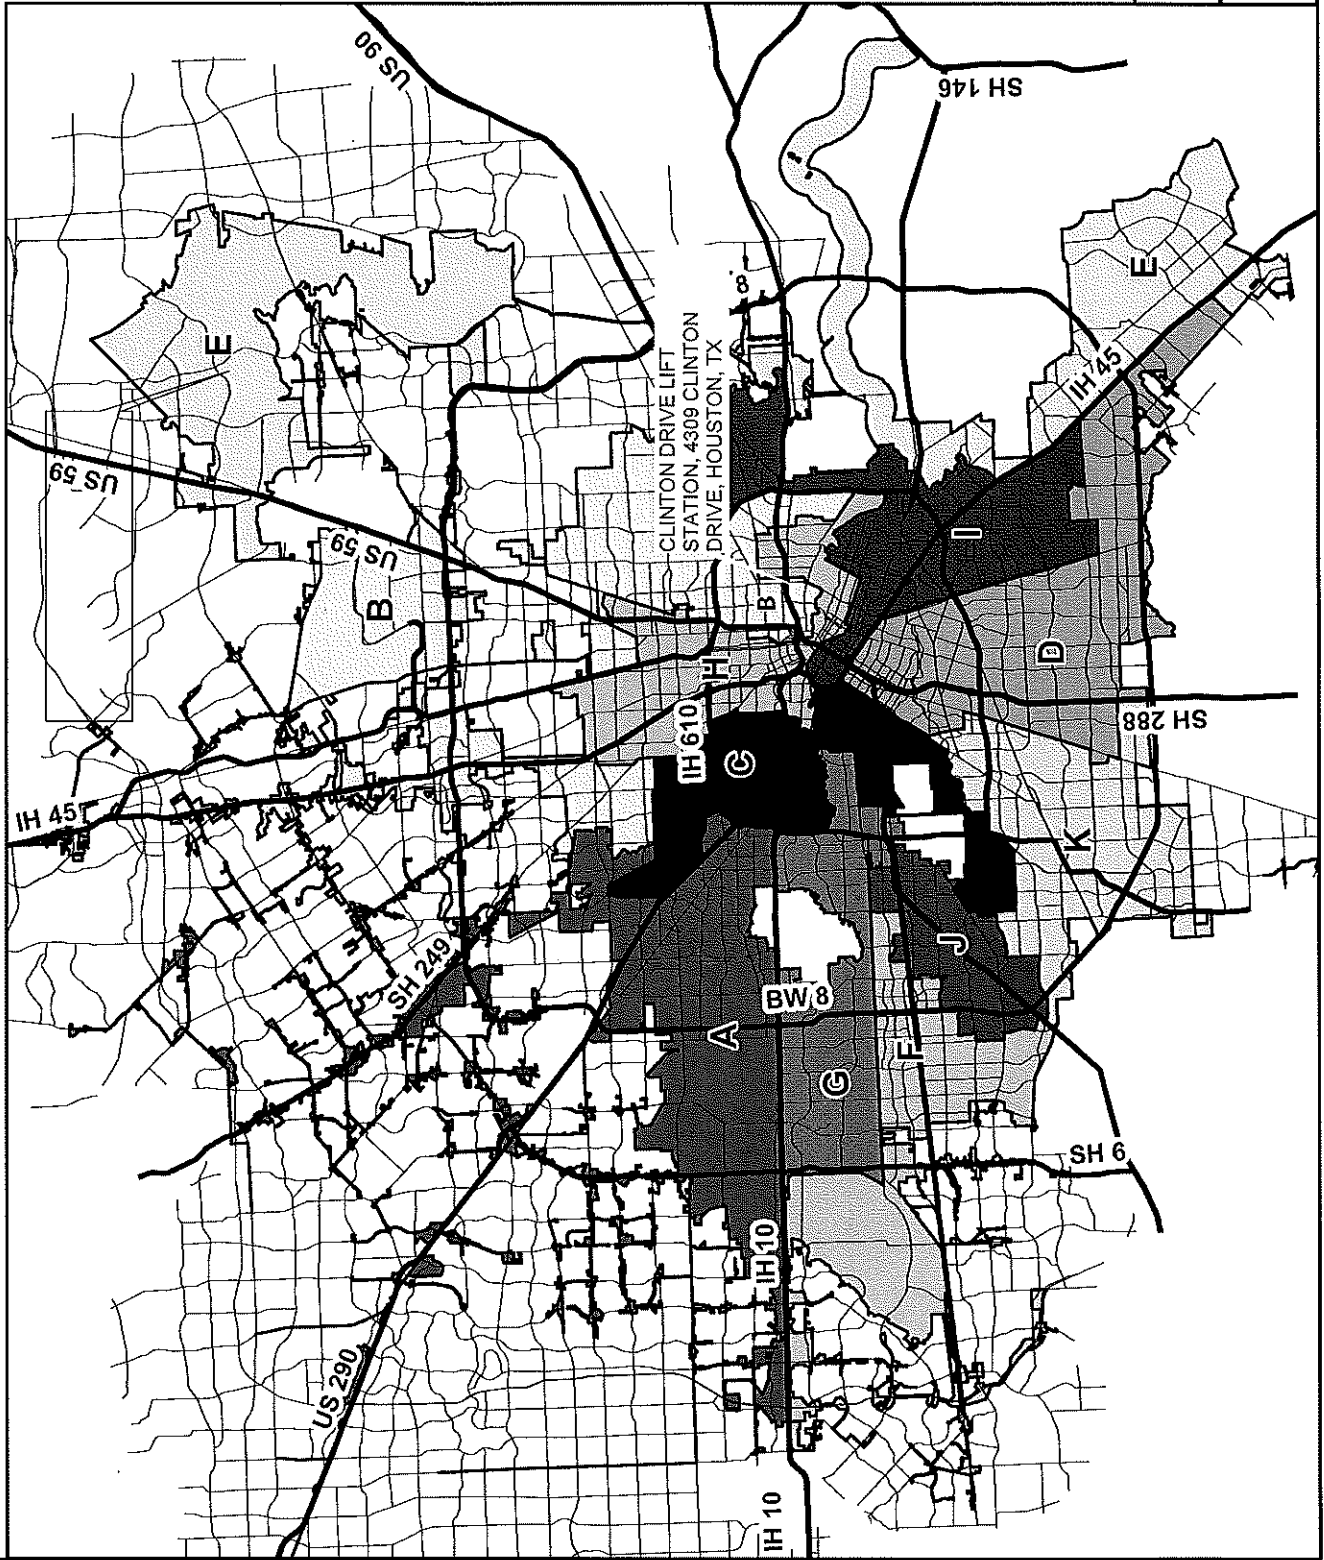 US 90
SH 146
US 59
E
US 59
B
IH 45
CLINTON DRIVE LIFT
STATION, 4309 CLINTON
DRIVE, HOUSTON, TX
8
E
IH 45
B
I
H
D
IH 610
C
SH 288
K
SH 249
J
BW 8
A
F
G
SH 6
IH 10
US 290
IH 10